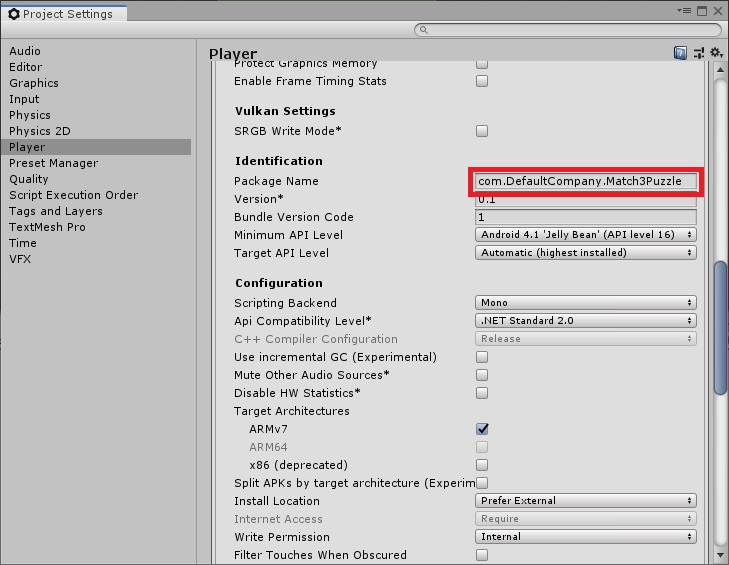 Project Settings
Audio
Editor
Graphics
Input
Physics
Physics 2D
Player
Preset Manager
Quality
Script Execution Order
Tags and Layers
TextMesh Pro
Time
VFX
Player
Protect Graphics Memory
Enable Frame Timing Stats
Vulkan Settings
SRGB Write Mode*
Identification
Package Name com.DefaultCompany.Match3Puzzle
Version* 0.1
Bundle Version Code 1
Minimum API Level Android 4.1 'Jelly Bean' (API level 16)
Target API Level Automatic (highest installed)
Configuration
Scripting Backend Mono
Api Compatibility Level* .NET Standard 2.0
C++ Compiler Configuration Release
Use incremental GC (Experimental)
Mute Other Audio Sources*
Disable HW Statistics*
Target Architectures
ARMv7
ARM64
x86 (deprecated)
Split APKs by target architecture (Experim
Install Location Prefer External
Internet Access Require
Write Permission Internal
Filter Touches When Obscured